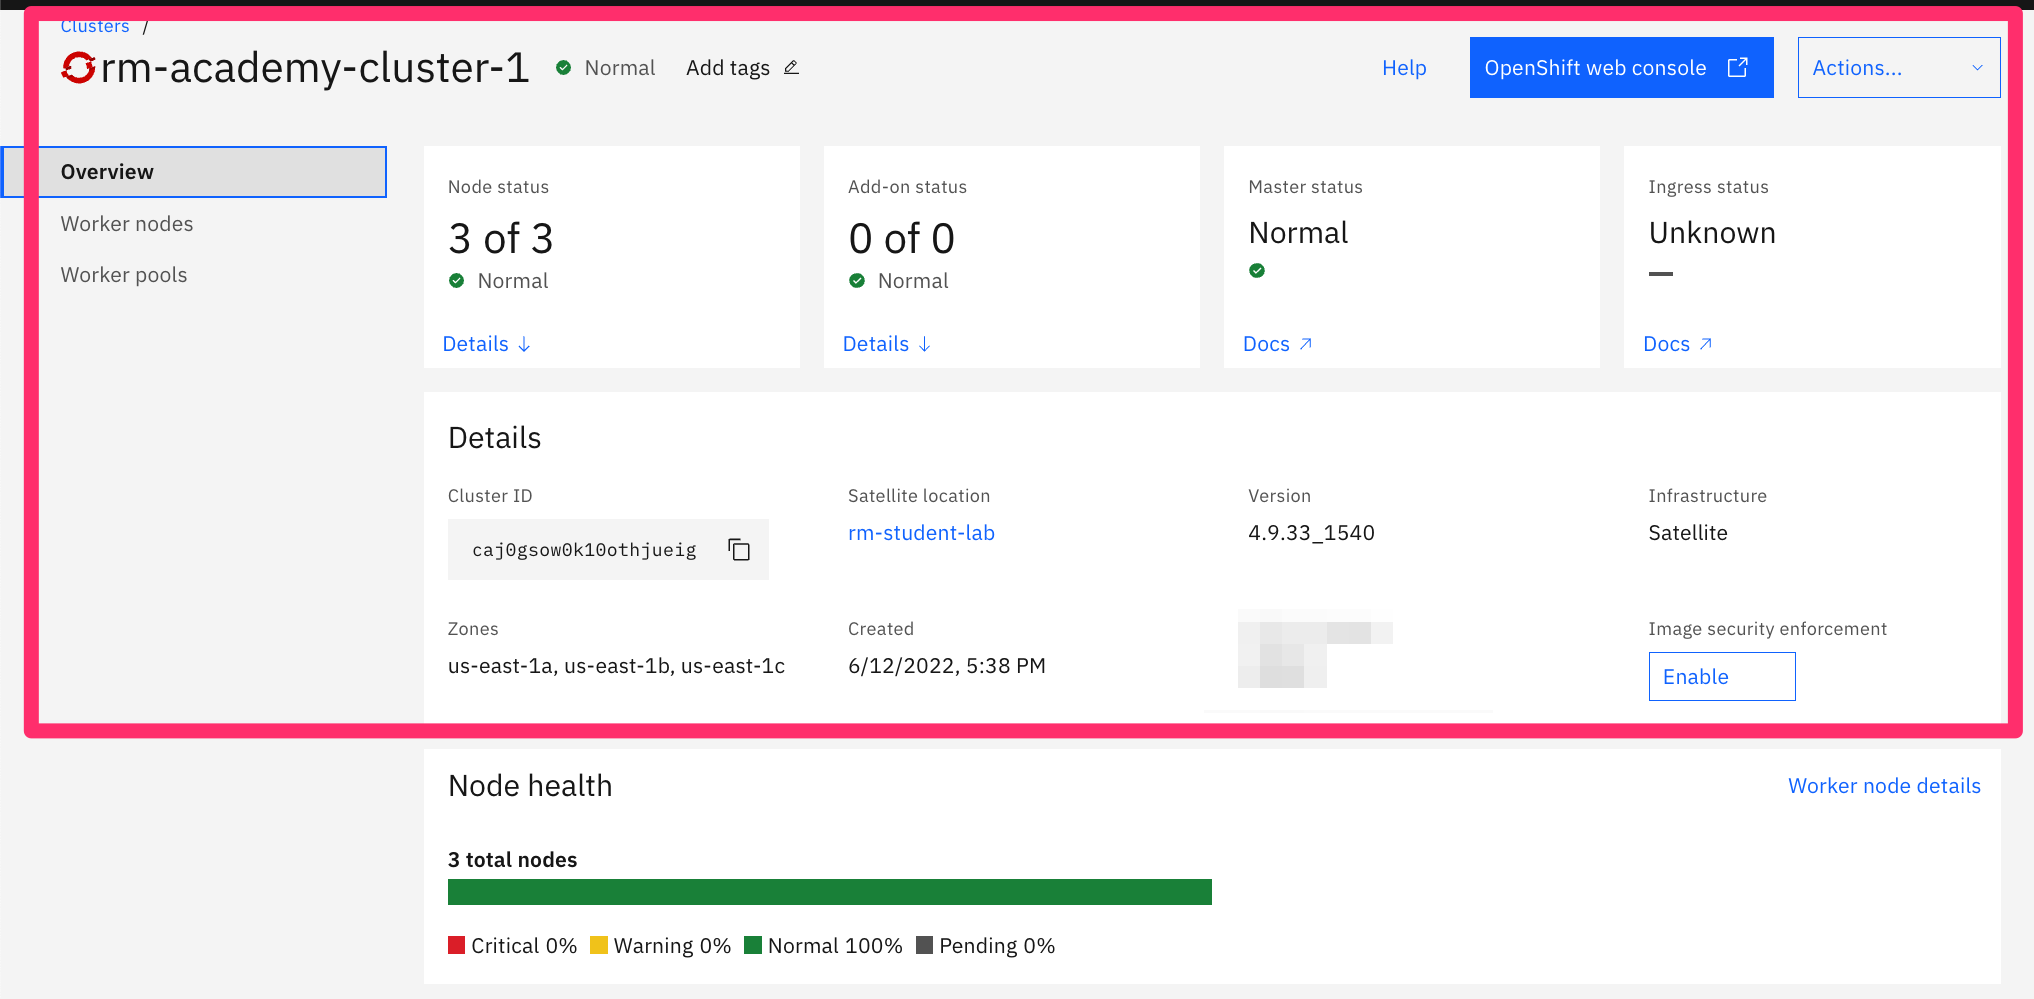 Clusters /
rm-academy-cluster-1 Normal Add tags Help OpenShift web console Actions...
Overview
Worker nodes
Worker pools
Node status
3 of 3
Normal
Details
Add-on status
0 of 0
Normal
Details
Master status
Normal
Docs
Ingress status
Unknown
Docs
Details
Cluster ID
caj0gsow0k10othjueig
Satellite location
rm-student-lab
Version
4.9.33_1540
Infrastructure
Satellite
Zones
us-east-1a, us-east-1b, us-east-1c
Created
6/12/2022, 5:38 PM
Image security enforcement
Enable
Node health
Worker node details
3 total nodes
Critical 0% Warning 0% Normal 100% Pending 0%